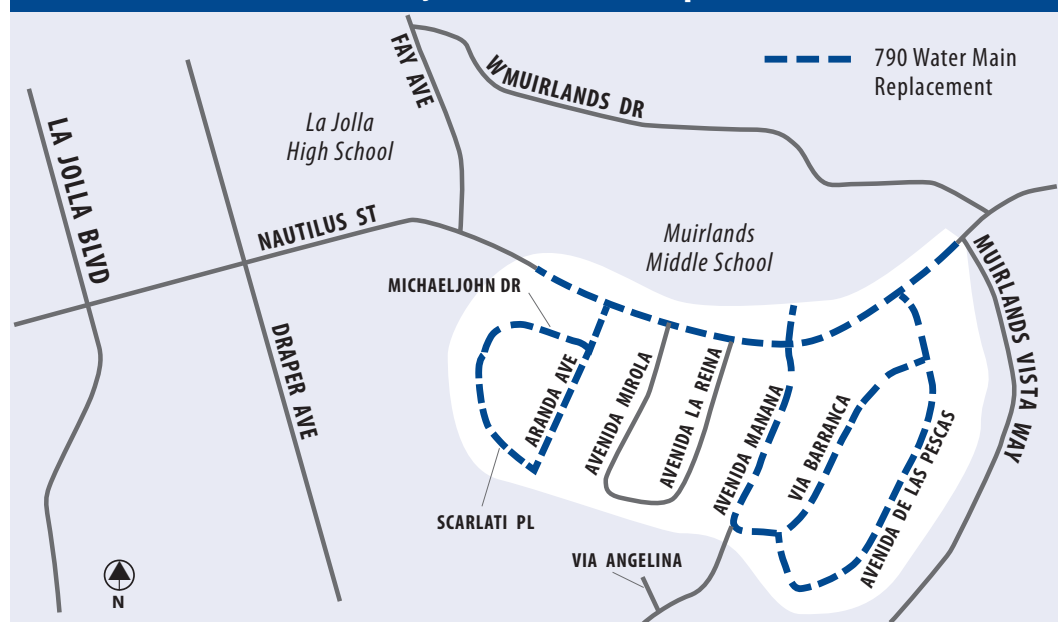 FAY AVE
W MUIRLANDS DR
790 Water Main
Replacement
La Jolla
High School
LA JOLLA BLVD
NAUTILUS ST
Muirlands
Middle School
MUIRLANDS VISTA WAY
MICHAELJOHN DR
DRAPER AVE
ARANDA AVE
AVENIDA MIROLA
AVENIDA LA REINA
AVENIDA MANANA
VIA BARRANCA
AVENIDA DE LAS PESCAS
SCARLATI PL
VIA ANGELINA
N